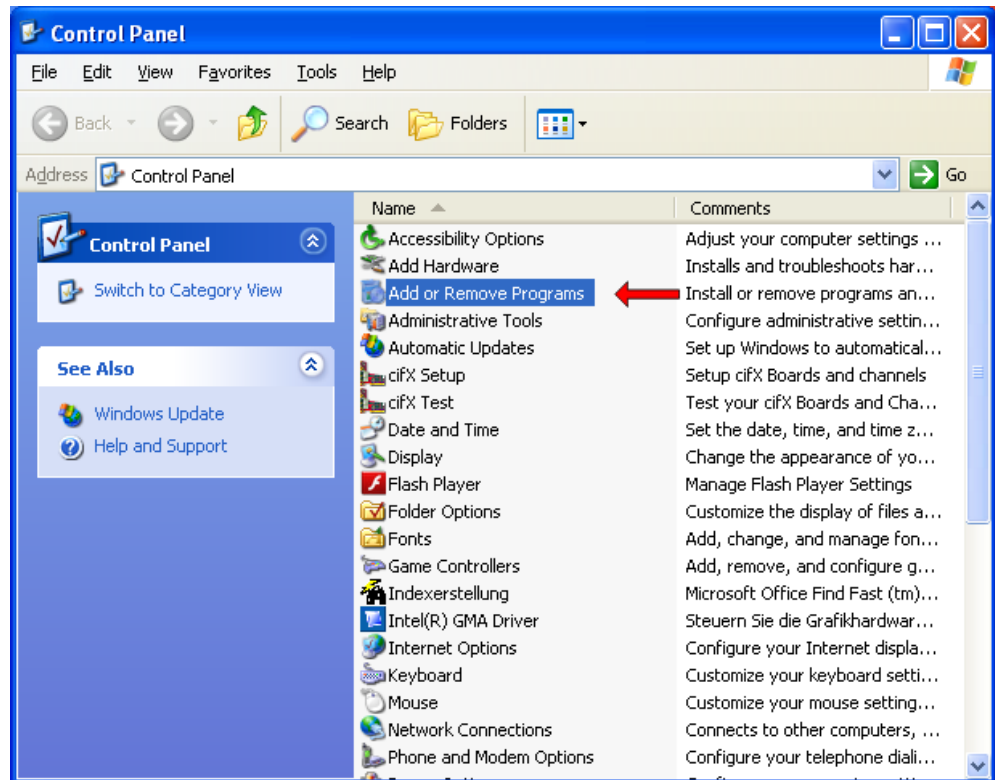 Control Panel
File Edit View Favorites Tools Help
Back Search Folders
Address Control Panel Go
Control Panel
Switch to Category View
See Also
Windows Update
Help and Support
Name Comments
Accessibility Options Adjust your computer settings ...
Add Hardware Installs and troubleshoots har...
Add or Remove Programs Install or remove programs an...
Administrative Tools Configure administrative settin...
Automatic Updates Set up Windows to automatical...
cifX Setup Setup cifX Boards and channels
cifX Test Test your cifX Boards and Cha...
Date and Time Set the date, time, and time z...
Display Change the appearance of yo...
Flash Player Manage Flash Player Settings
Folder Options Customize the display of files a...
Fonts Add, change, and manage fon...
Game Controllers Add, remove, and configure g...
Indexerstellung Microsoft Office Find Fast (tm)...
Intel(R) GMA Driver Steuern Sie die Grafikhardwar...
Internet Options Configure your Internet displa...
Keyboard Customize your keyboard setti...
Mouse Customize your mouse setting...
Network Connections Connects to other computers, ...
Phone and Modem Options Configure your telephone diali...